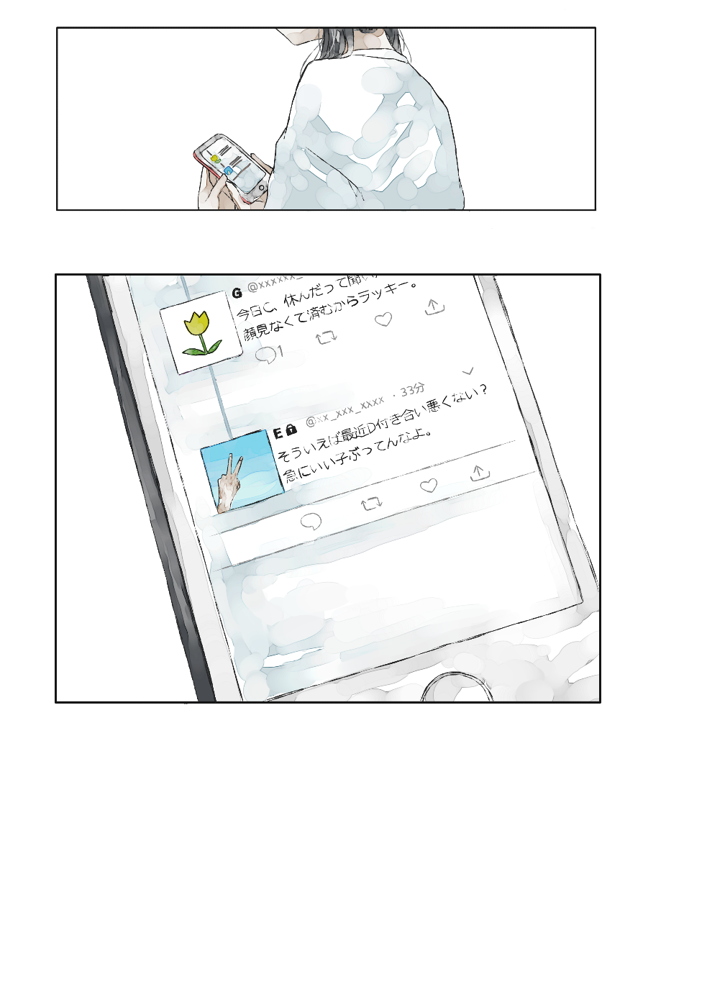 G @xxxxxx_
今日C、休んだって聞い
顔見なくて済むからラッキー。
1
E @xx_xxx_xxxx · 33分
そういえば最近D付き合い悪くない？
急にいい子ぶってんなよ。